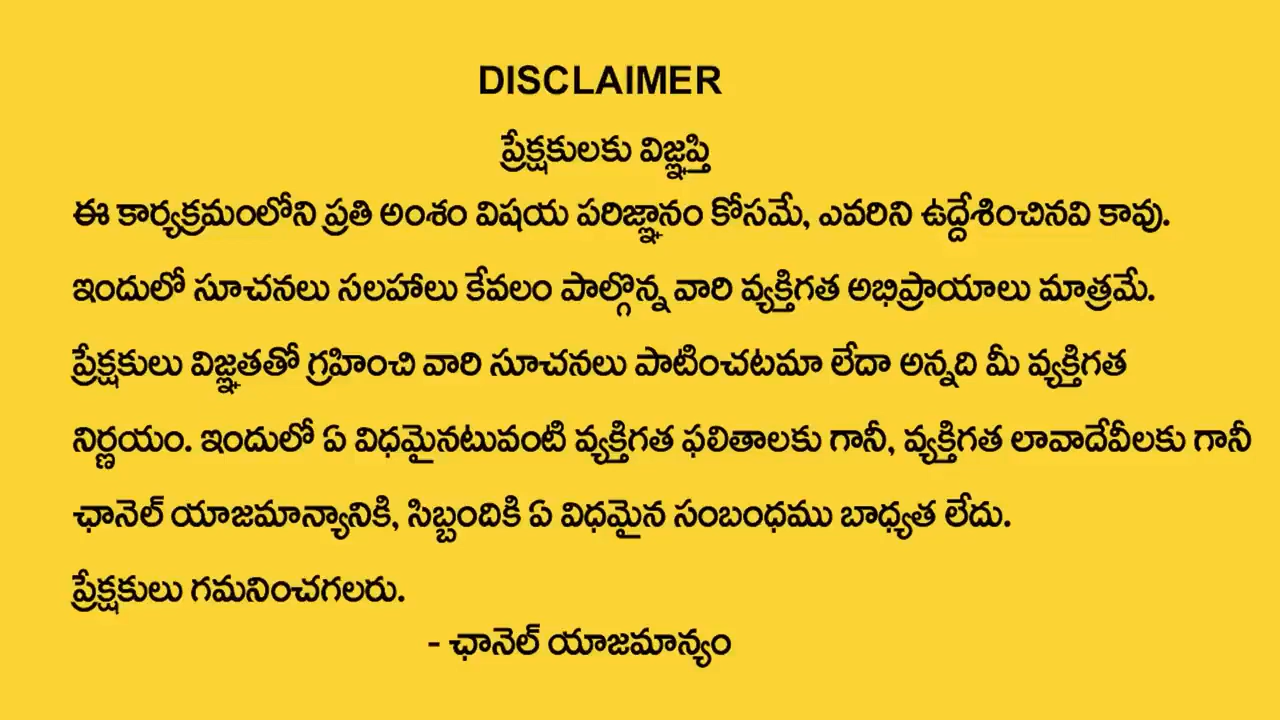 DISCLAIMER
ప్రేక్షకులకు విజ్ఞప్తి
ఈ కార్యక్రమంలోని ప్రతి అంశం విషయ పరిజ్ఞానం కోసమే, ఎవరిని ఉద్దేశించినవి కావు.
ఇందులో సూచనలు సలహాలు కేవలం పాల్గొన్న వారి వ్యక్తిగత అభిప్రాయాలు మాత్రమే.
ప్రేక్షకులు విజ్ఞతతో గ్రహించి వారి సూచనలు పాటించటమా లేదా అన్నది మీ వ్యక్తిగత
నిర్ణయం. ఇందులో ఏ విధమైనటువంటి వ్యక్తిగత ఫలితాలకు గానీ, వ్యక్తిగత లావాదేవీలకు గానీ
ఛానెల్ యాజమాన్యానికి, సిబ్బందికి ఏ విధమైన సంబంధము బాధ్యత లేదు.
ప్రేక్షకులు గమనించగలరు.
- ఛానెల్ యాజమాన్యం